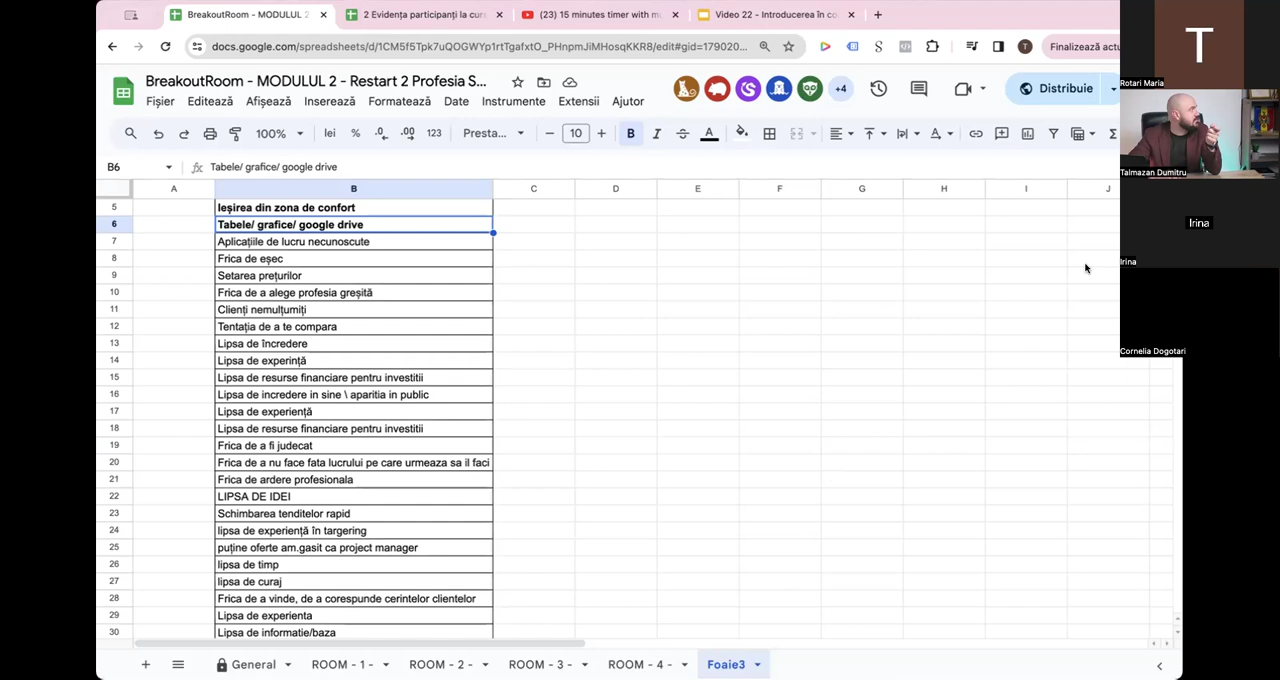 BreakoutRoom - MODULUL 2 -
2 Evidența participanți la cur
(23) 15 minutes timer with m
Video 22 - Introducerea în co
docs.google.com/spreadsheets/d/1CM5f5Tpk7uQOGWYp1rtTgafxtO_PHnpmJiMHosqKKR8/edit#gid=179020...
T
Finalizează actu
BreakoutRoom - MODULUL 2 - Restart 2 Profesia S...
+4
Distribuie
Fișier Editează Afișează Inserează Formatează Date Instrumente Extensii Ajutor
100% lei % .0 .00 123 Presta... 10 B I A
B6 fx Tabele/ grafice/ google drive
A B C D E F G H I J
5 Ieșirea din zona de confort
6 Tabele/ grafice/ google drive
7 Aplicațiile de lucru necunoscute
8 Frica de eșec
9 Setarea prețurilor
10 Frica de a alege profesia greșită
11 Clienți nemulțumiți
12 Tentația de a te compara
13 Lipsa de încredere
14 Lipsa de experință
15 Lipsa de resurse financiare pentru investitii
16 Lipsa de incredere in sine \ aparitia in public
17 Lipsa de experiență
18 Lipsa de resurse financiare pentru investitii
19 Frica de a fi judecat
20 Frica de a nu face fata lucrului pe care urmeaza sa il faci
21 Frica de ardere profesionala
22 LIPSA DE IDEI
23 Schimbarea tenditelor rapid
24 lipsa de experiență în targering
25 puține oferte am.gasit ca project manager
26 lipsa de timp
27 lipsa de curaj
28 Frica de a vinde, de a corespunde cerintelor clientelor
29 Lipsa de experienta
30 Lipsa de informatie/baza
General ROOM - 1 - ROOM - 2 - ROOM - 3 - ROOM - 4 - Foaie3
T
Rotari Maria
Talmazan Dumitru
Irina
Irina
Cornelia Dogotari